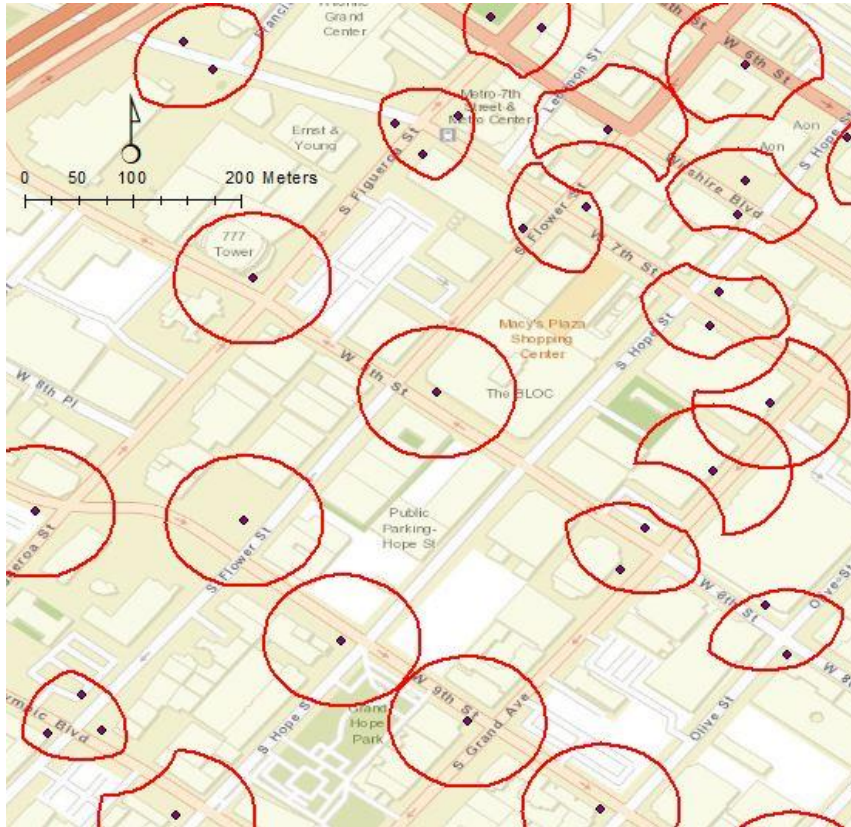 Grand
Center
W 6th St
Metro-7th
Street &
Metro Center
Ernst &
Young
S Figueroa St
Aon
Aon
S Hope St
Wilshire Blvd
0 50 100 200 Meters
S Flower St
W 7th St
777
Tower
Macy's Plaza
Shopping
Center
S Hope St
W 8th Pl
The BLOC
Public
Parking-
Hope St
S Flower St
W 8th St
Olive St
W 9th St
Grand
Hope
Park
S Hope St
S Grand Ave
Olive St